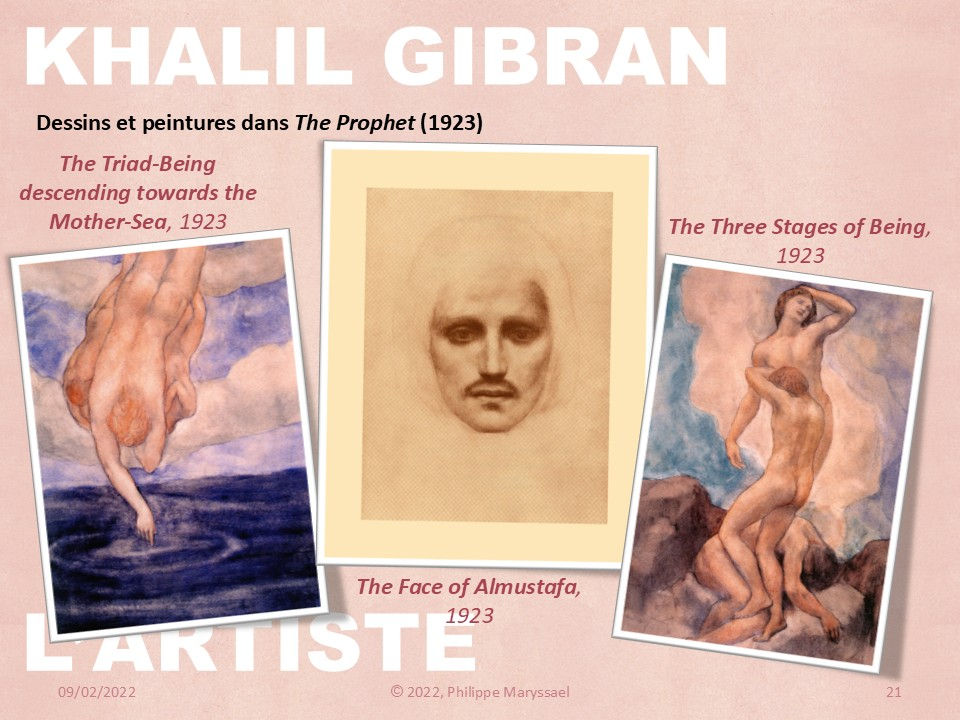 KHALIL GIBRAN
Dessins et peintures dans The Prophet (1923)
The Triad-Being
descending towards the
Mother-Sea, 1923
The Three Stages of Being,
1923
The Face of Almustafa,
1923
L'ARTISTE
09/02/2022
© 2022, Philippe Maryssael
21